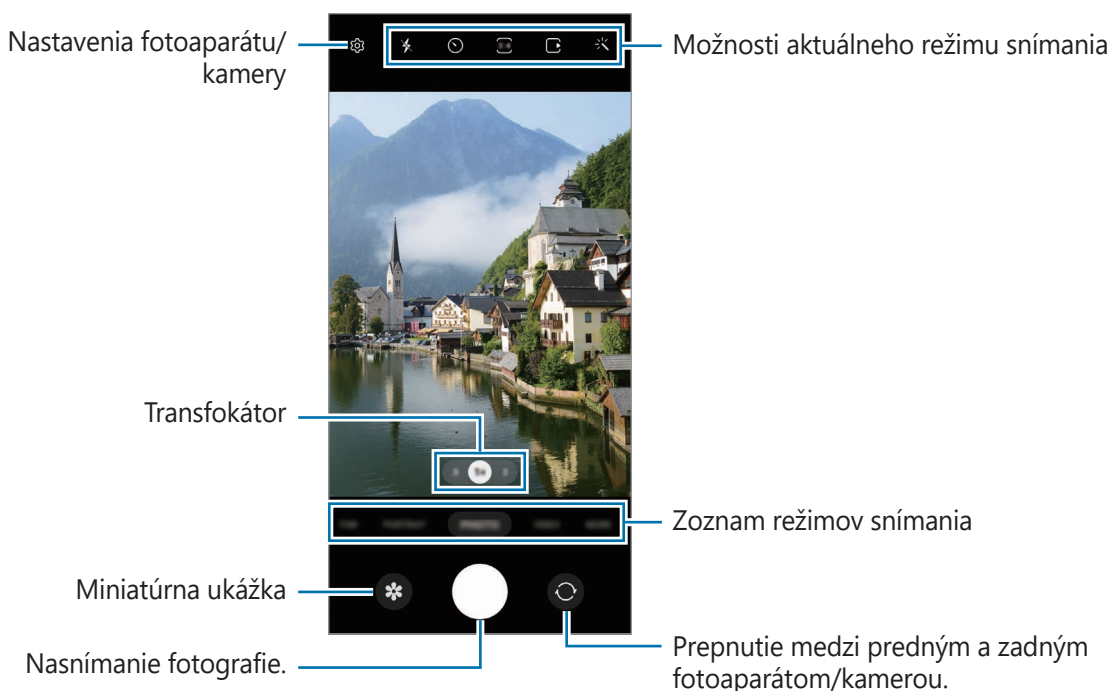 Nastavenia fotoaparátu/
kamery
Možnosti aktuálneho režimu snímania
Transfokátor
Zoznam režimov snímania
Miniatúrna ukážka
Nasnímanie fotografie.
Prepnutie medzi predným a zadným
fotoaparátom/kamerou.